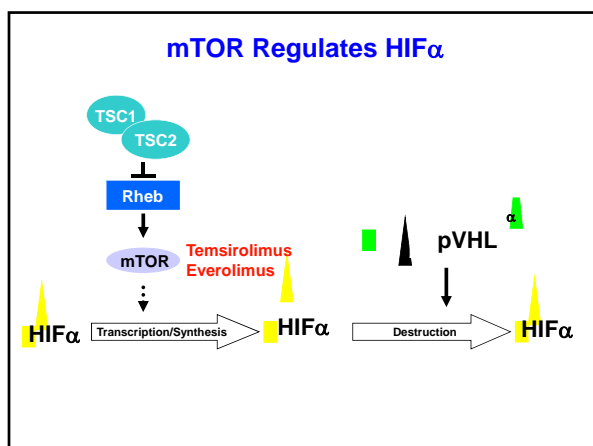 mTOR Regulates HIFα
TSC1
TSC2
Rheb
mTOR
Temsirolimus
Everolimus
α
pVHL
HIFα
Transcription/Synthesis
HIFα
Destruction
HIFα